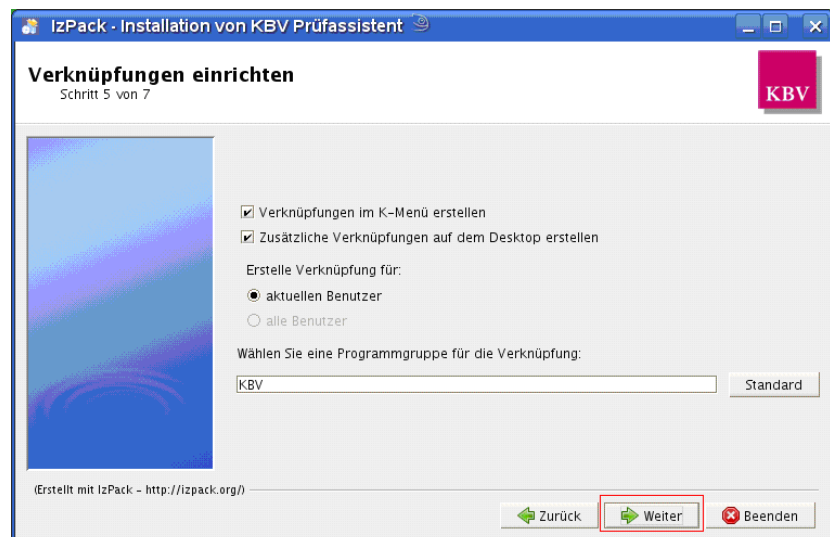 IzPack - Installation von KBV Prüfassistent
Verknüpfungen einrichten
Schritt 5 von 7
KBV
Verknüpfungen im K-Menü erstellen
Zusätzliche Verknüpfungen auf dem Desktop erstellen
Erstelle Verknüpfung für:
aktuellen Benutzer
alle Benutzer
Wählen Sie eine Programmgruppe für die Verknüpfung:
KBV Standard
(Erstellt mit IzPack - http://izpack.org/)
Zurück Weiter Beenden